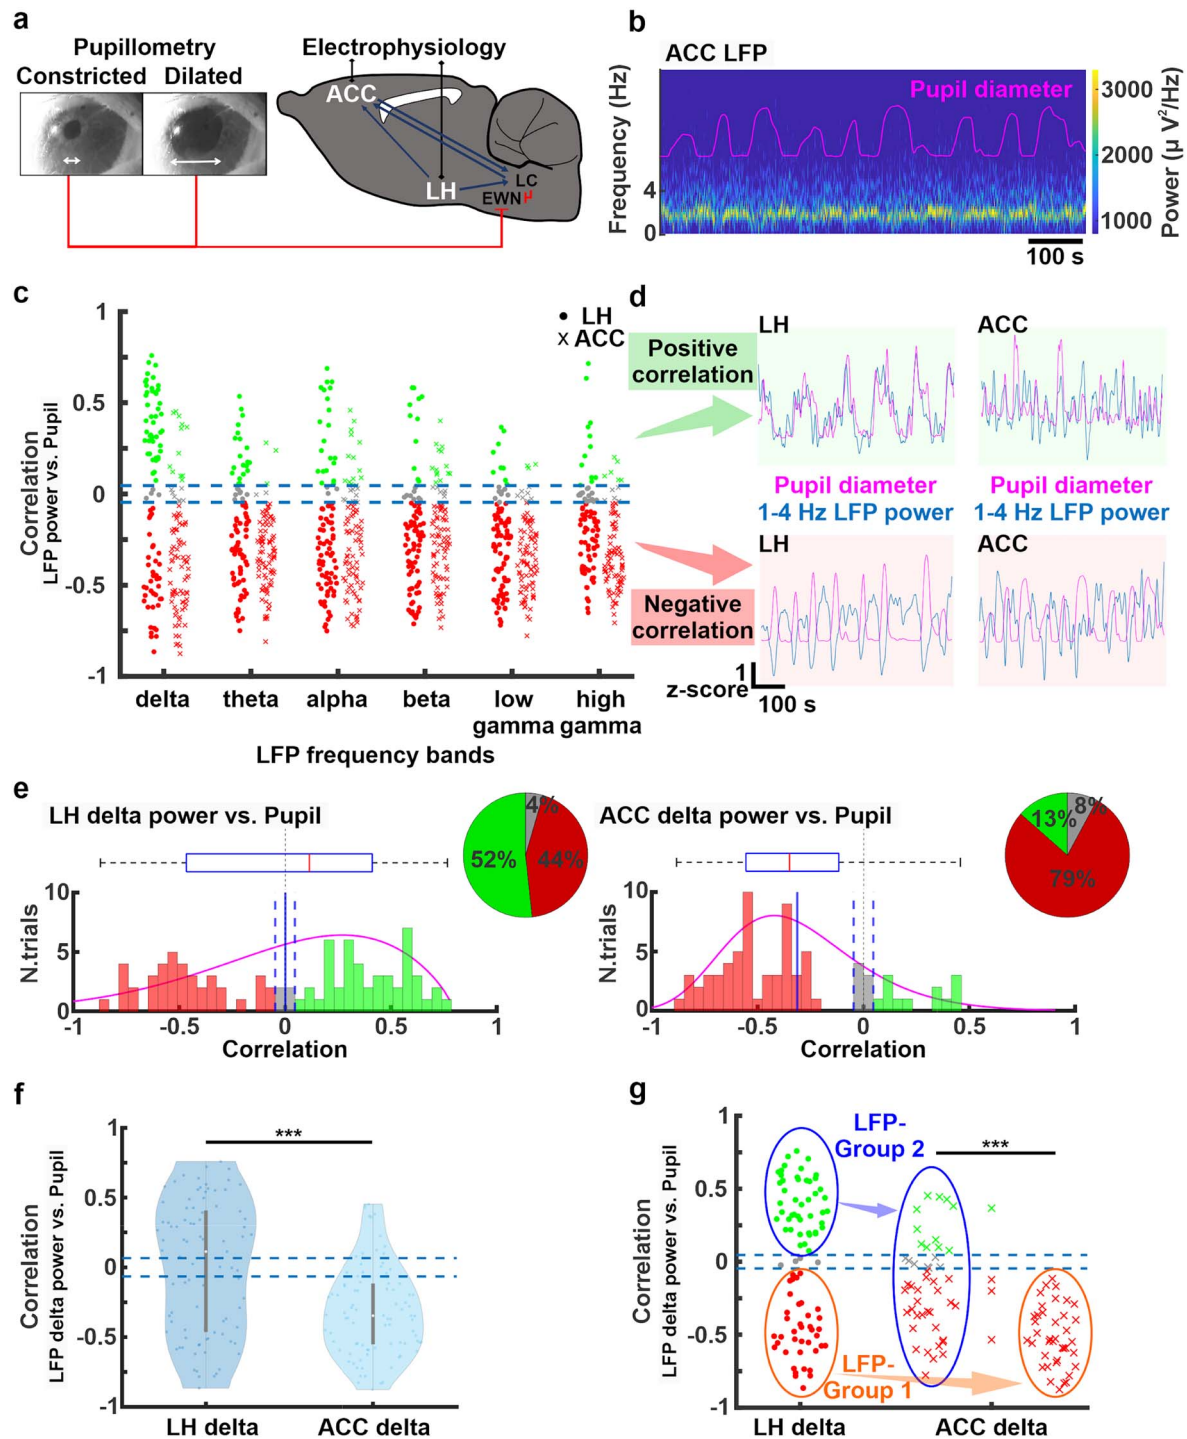 a
Pupillometry
Constricted Dilated
Electrophysiology
ACC
LH
LC
EWN μ
b
ACC LFP
Pupil diameter
Frequency (Hz)
4
0
3000
2000
1000
Power (μ V²/Hz)
100 s
c
Correlation
LFP power vs. Pupil
1
0.5
0
-0.5
-1
• LH
x ACC
delta theta alpha beta low gamma high gamma
LFP frequency bands
d
Positive correlation
LH
ACC
Pupil diameter
1-4 Hz LFP power
Pupil diameter
1-4 Hz LFP power
Negative correlation
LH
ACC
1
z-score
100 s
e
LH delta power vs. Pupil
4%
52%
44%
N.trials
10
5
0
-1 -0.5 0 0.5 1
Correlation
ACC delta power vs. Pupil
13%
8%
79%
N.trials
10
5
0
-1 -0.5 0 0.5 1
Correlation
f
Correlation
LFP delta power vs. Pupil
1
0.5
0
-0.5
-1
***
LH delta ACC delta
g
Correlation
LFP delta power vs. Pupil
1
0.5
0
-0.5
-1
LFP-
Group 2
***
LFP-
Group 1
LH delta ACC delta